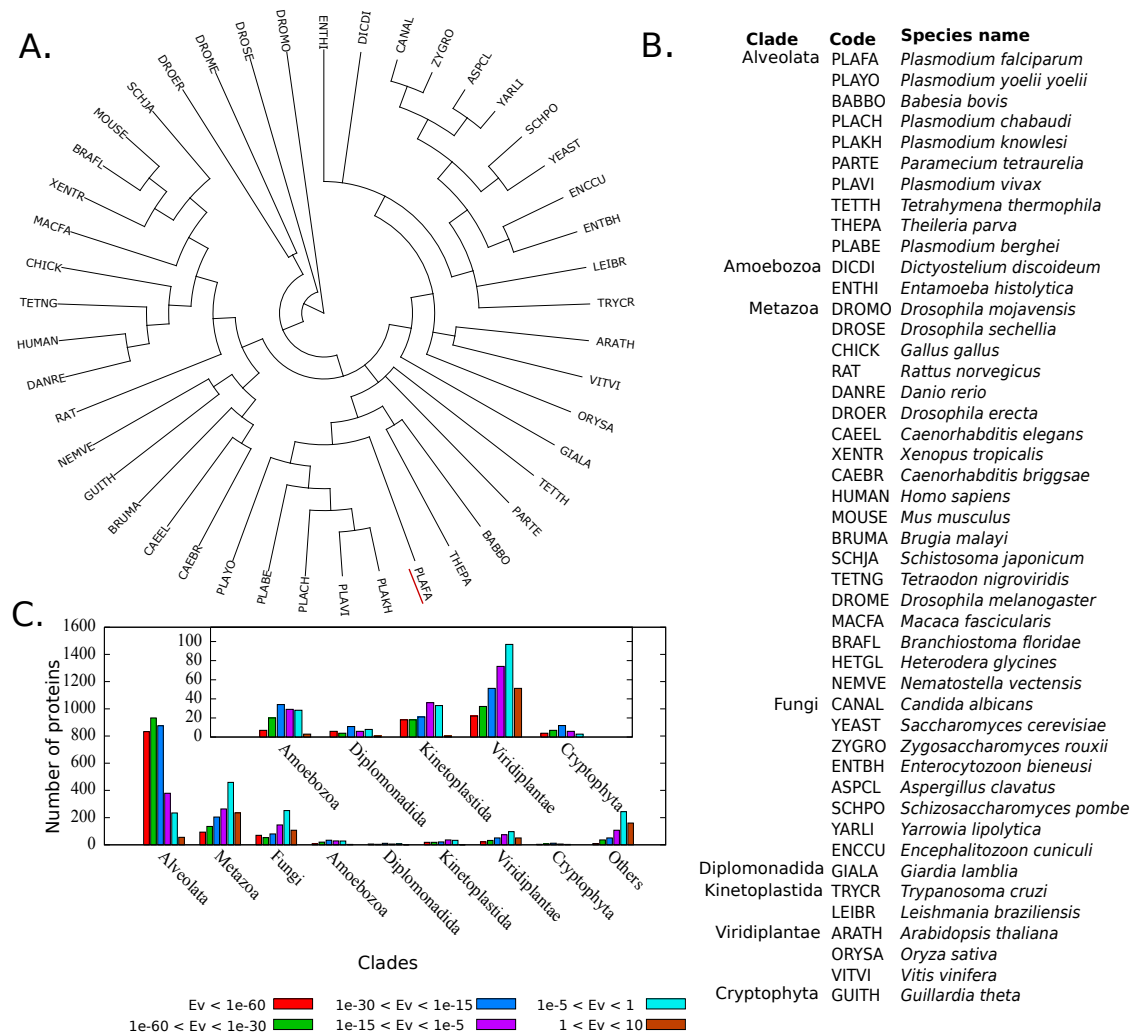 A.
DROER
DROME
DROSE
DROMO
ENTHI
DICDI
CANAL
ZYGRO
ASPCL
YARLI
SCHPO
YEAST
ENCCU
ENTBH
LEIBR
TRYCR
ARATH
VITVI
ORYSA
GIALA
TETTH
PARTE
BABBO
THEPA
PLAFA
PLAKH
PLAVI
PLACH
PLABE
PLAYO
CAEBR
CAEEL
BRUMA
GUITH
NEMVE
RAT
DANRE
HUMAN
TETNG
CHICK
MACFA
XENTR
BRAFL
MOUSE
SCHJA
B.
Clade Code Species name
Alveolata PLAFA Plasmodium falciparum
PLAYO Plasmodium yoelii yoelii
BABBO Babesia bovis
PLACH Plasmodium chabaudi
PLAKH Plasmodium knowlesi
PARTE Paramecium tetraurelia
PLAVI Plasmodium vivax
TETTH Tetrahymena thermophila
THEPA Theileria parva
PLABE Plasmodium berghei
Amoebozoa DICDI Dictyostelium discoideum
ENTHI Entamoeba histolytica
Metazoa DROMO Drosophila mojavensis
DROSE Drosophila sechellia
CHICK Gallus gallus
RAT Rattus norvegicus
DANRE Danio rerio
DROER Drosophila erecta
CAEEL Caenorhabditis elegans
XENTR Xenopus tropicalis
CAEBR Caenorhabditis briggsae
HUMAN Homo sapiens
MOUSE Mus musculus
BRUMA Brugia malayi
SCHJA Schistosoma japonicum
TETNG Tetraodon nigroviridis
DROME Drosophila melanogaster
MACFA Macaca fascicularis
BRAFL Branchiostoma floridae
HETGL Heterodera glycines
NEMVE Nematostella vectensis
Fungi CANAL Candida albicans
YEAST Saccharomyces cerevisiae
ZYGRO Zygosaccharomyces rouxii
ENTBH Enterocytozoon bieneusi
ASPCL Aspergillus clavatus
SCHPO Schizosaccharomyces pombe
YARLI Yarrowia lipolytica
ENCCU Encephalitozoon cuniculi
Diplomonadida GIALA Giardia lamblia
Kinetoplastida TRYCR Trypanosoma cruzi
LEIBR Leishmania braziliensis
Viridiplantae ARATH Arabidopsis thaliana
ORYSA Oryza sativa
VITVI Vitis vinifera
Cryptophyta GUITH Guillardia theta
C.
Number of proteins
1600
1400
1200
1000
800
600
400
200
0
100
80
60
40
20
0
Amoebozoa
Diplomonadida
Kinetoplastida
Viridiplantae
Cryptophyta
Alveolata
Metazoa
Fungi
Amoebozoa
Diplomonadida
Kinetoplastida
Viridiplantae
Cryptophyta
Others
Clades
Ev < 1e-60 1e-30 < Ev < 1e-15 1e-5 < Ev < 1
1e-60 < Ev < 1e-30 1e-15 < Ev < 1e-5 1 < Ev < 10